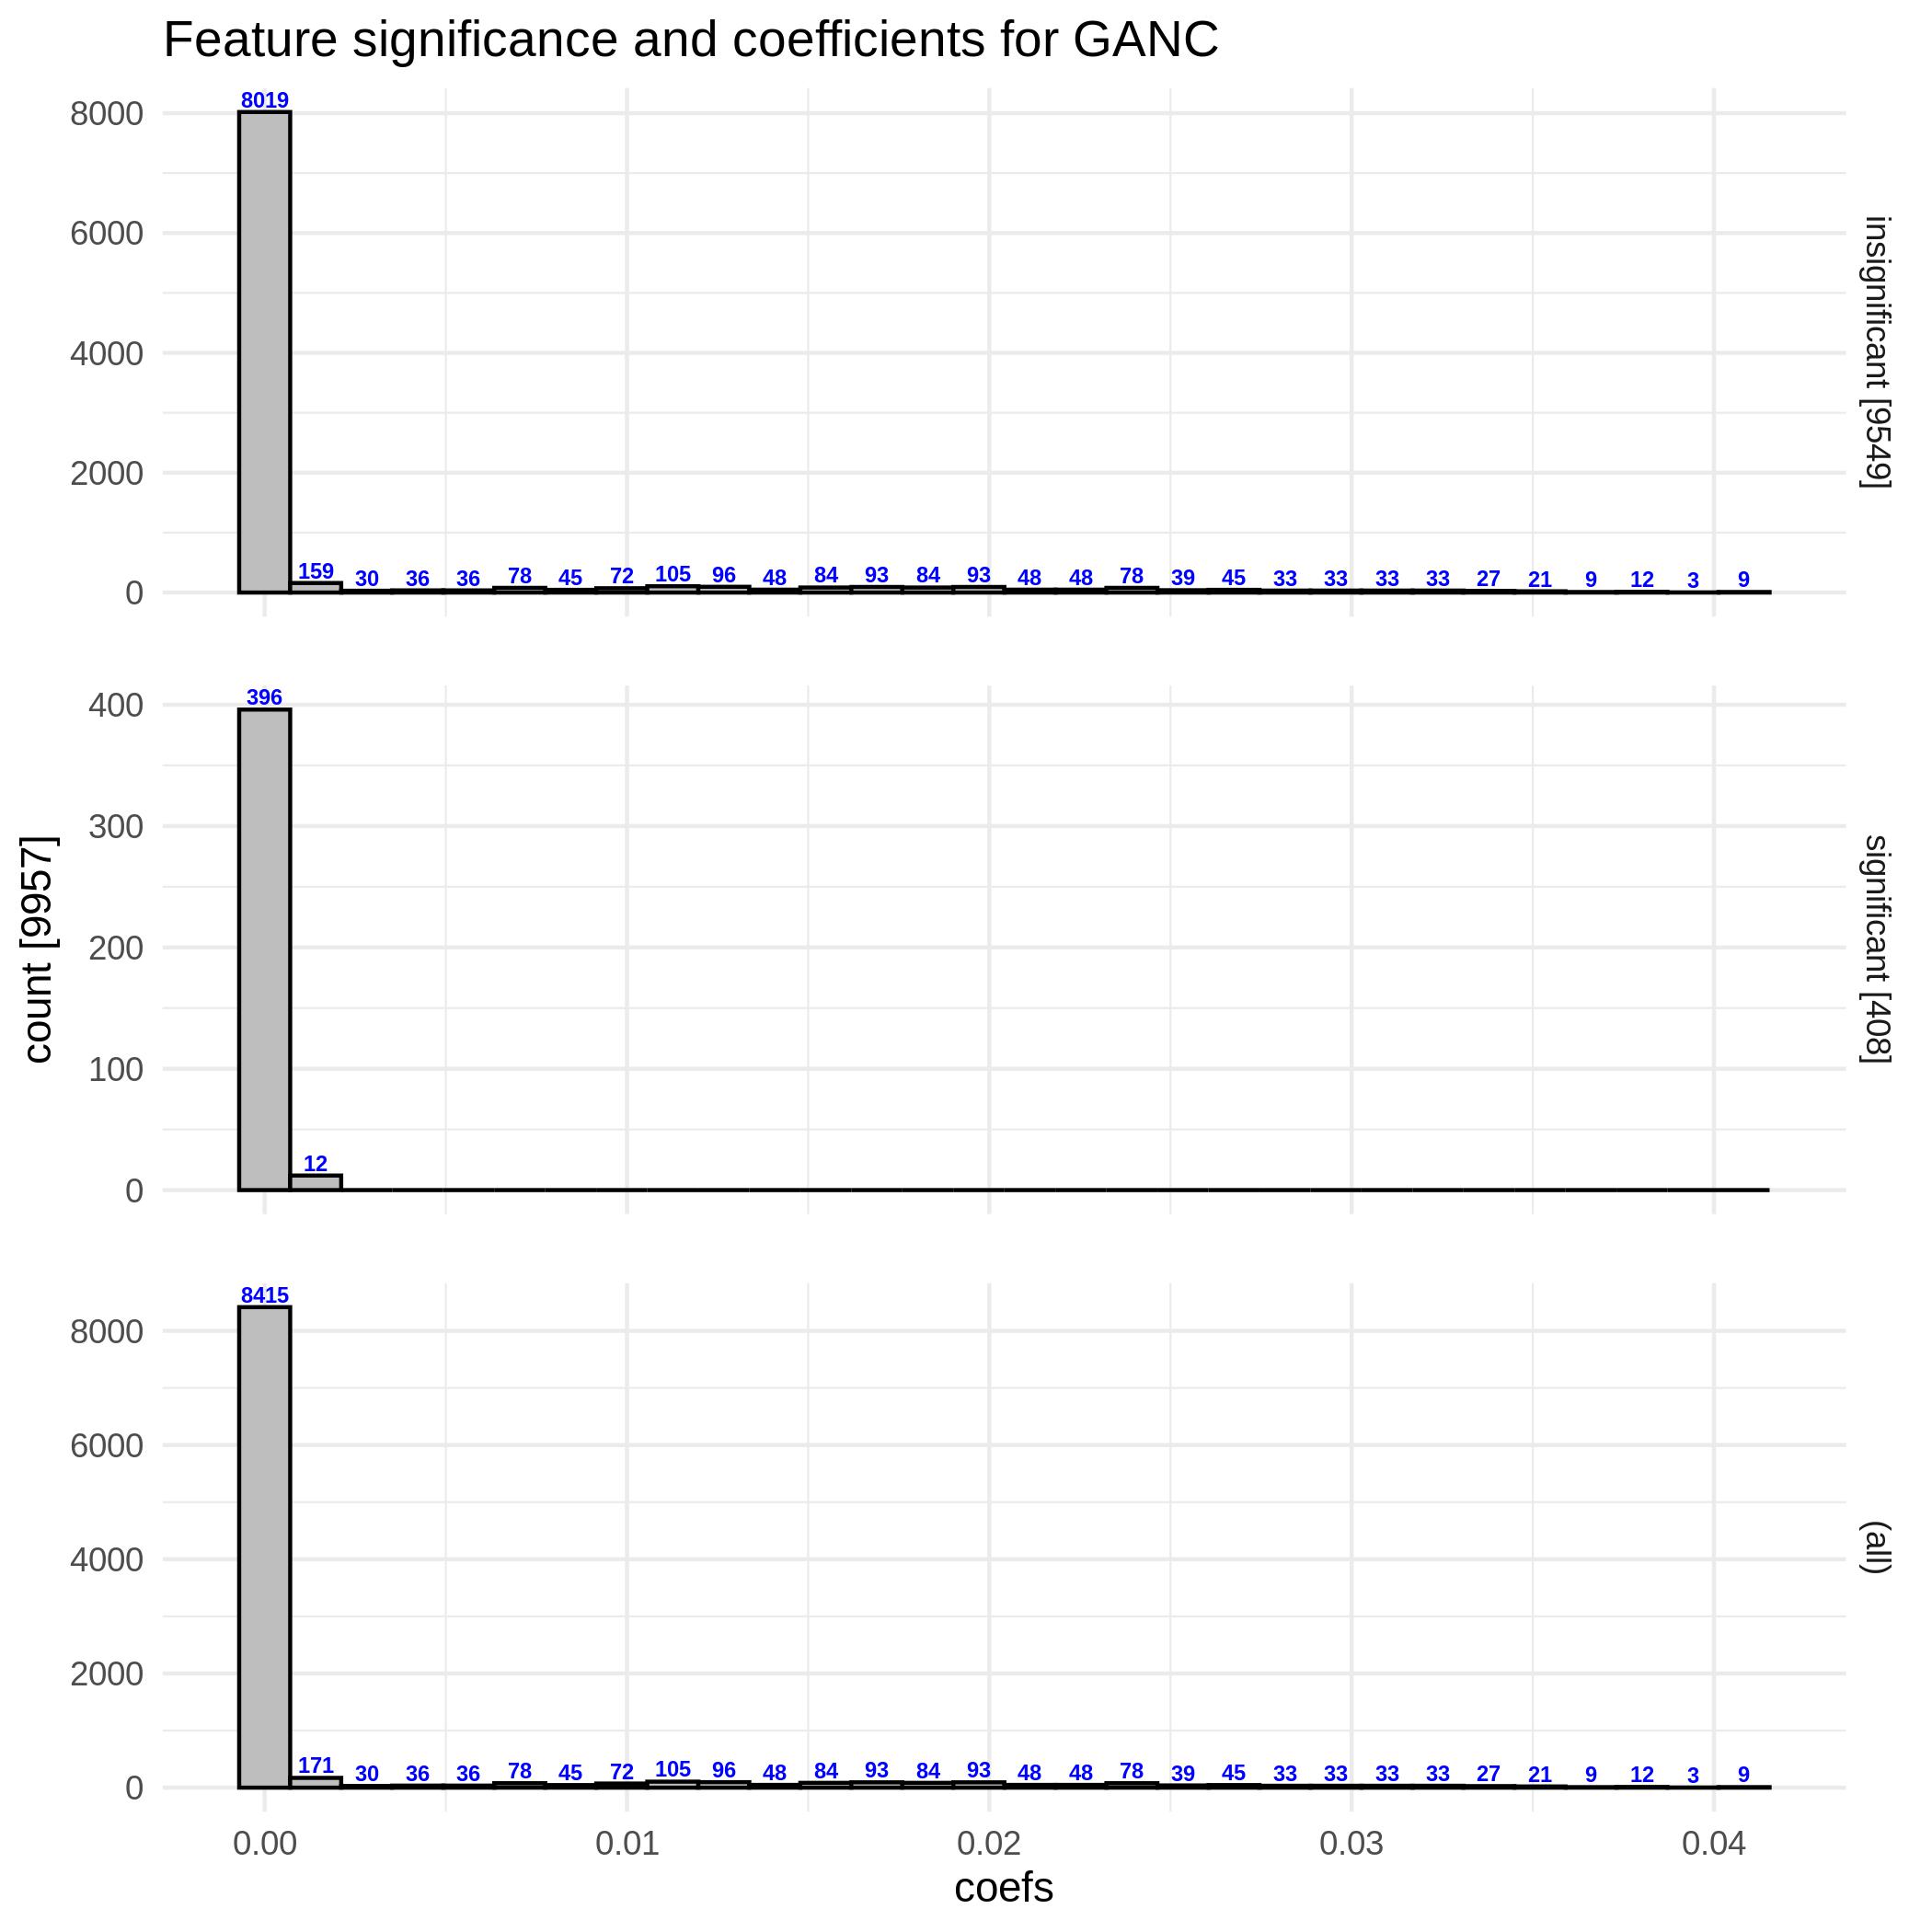 Feature significance and coefficients for GANC
8019
8000
6000
4000
2000
0
159 30 36 36 78 45 72 105 96 48 84 93 84 93 48 48 78 39 45 33 33 33 33 27 21 9 12 3 9
insignificant [9549]
396
400
300
200
100
0
12
significant [408]
count [9957]
8415
8000
6000
4000
2000
0
171 30 36 36 78 45 72 105 96 48 84 93 84 93 48 48 78 39 45 33 33 33 33 27 21 9 12 3 9
(all)
0.00 0.01 0.02 0.03 0.04
coefs